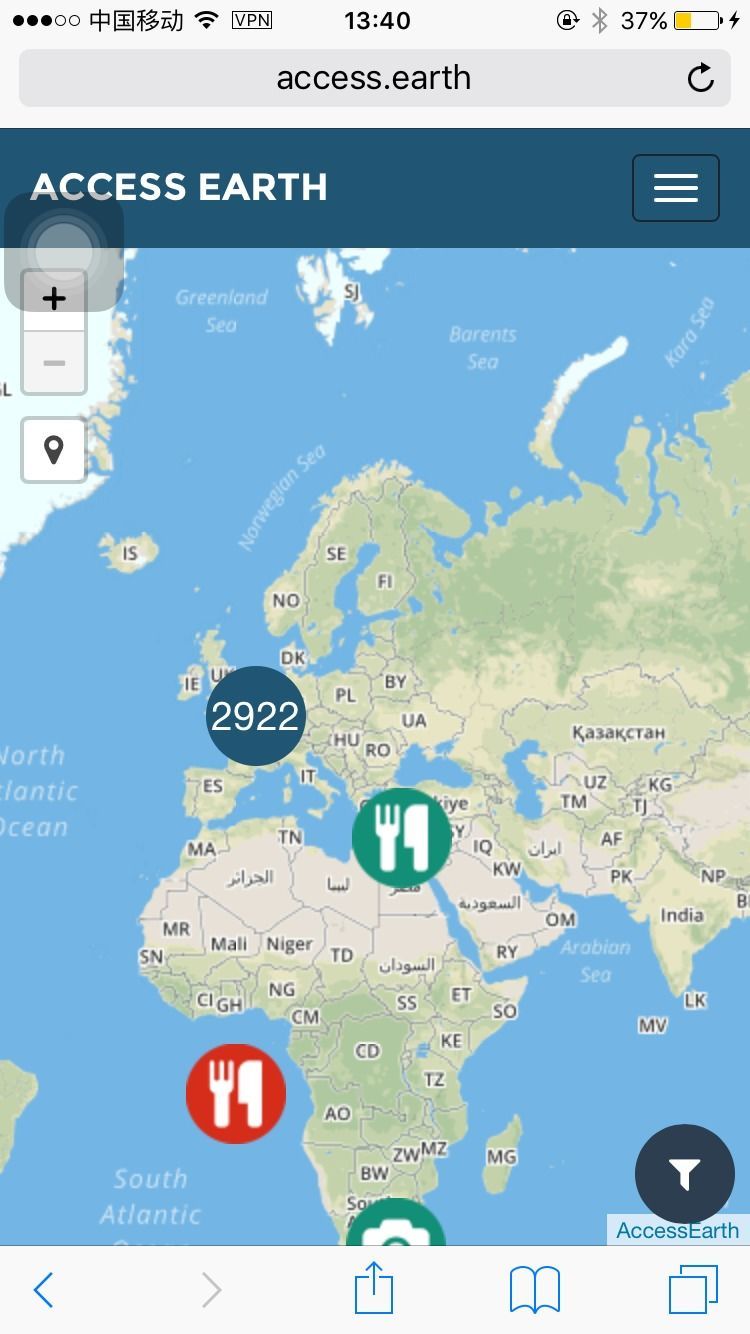 中国移动 VPN 13:40 37%
access.earth
ACCESS EARTH
+
−
SJ
Greenland
Sea
Barents
Sea
Kara Sea
Norwegian Sea
IS
SE
FI
NO
DK
IE
PL
BY
2922
UA
HU
RO
Қазақстан
North
Atlantic
Ocean
ES
IT
UZ
KG
TM
TJ
MA
TN
IQ
ایران
AF
KW
PK
NP
الجزائر
ليبيا
السعودية
OM
India
MR
Mali
Niger
TD
SN
السودان
RY
Arabian
Sea
CI
GH
NG
CM
SS
ET
SO
LK
MV
CD
KE
TZ
AO
ZW
MZ
MG
BW
South
Atlantic
AccessEarth